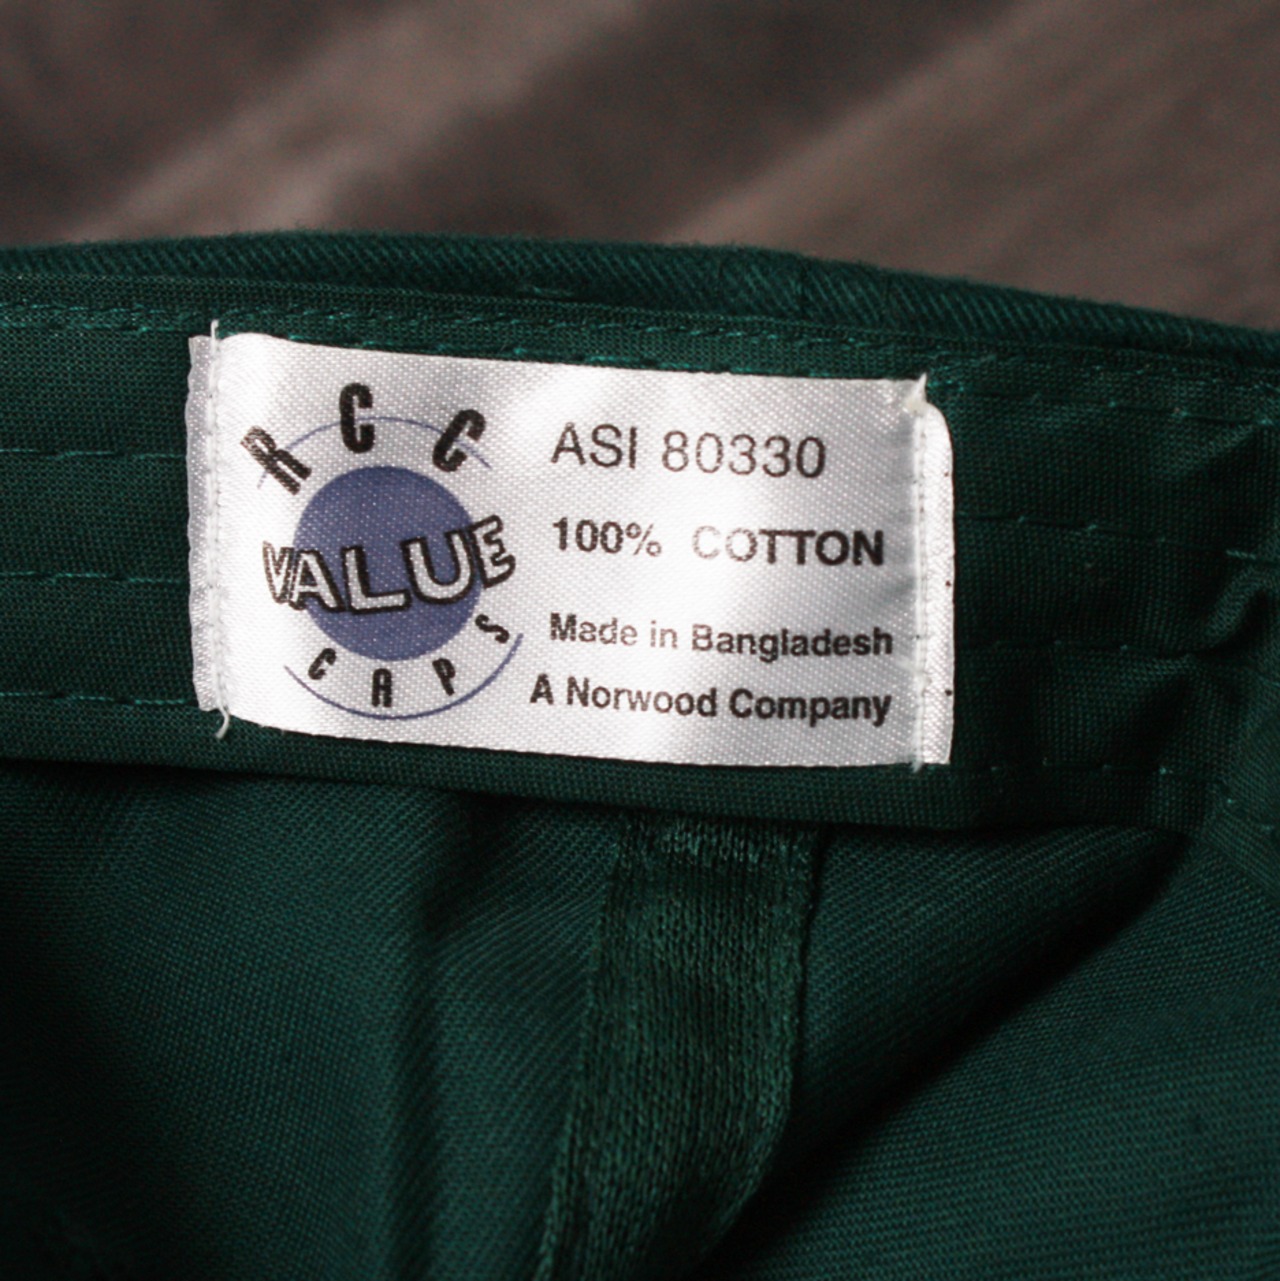 RCC
VALUE
CAPS
ASI 80330
100% COTTON
Made in Bangladesh
A Norwood Company